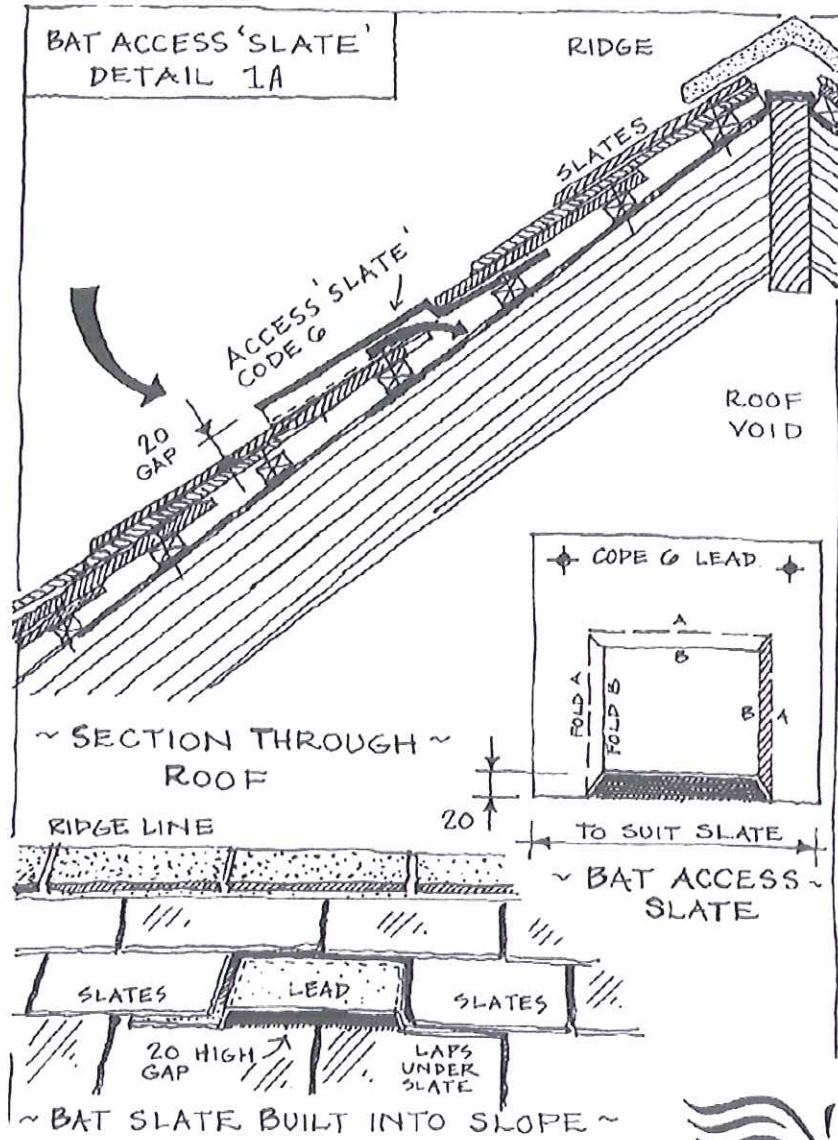 BAT ACCESS 'SLATE'
DETAIL 1A
RIDGE
SLATES
ACCESS 'SLATE'
CODE 6
20
GAP
ROOF
VOID
CODE 6 LEAD
A
B
FOLD A
FOLD B
B
A
20
TO SUIT SLATE
~ BAT ACCESS ~
SLATE
~ SECTION THROUGH ~
ROOF
RIDGE LINE
SLATES
LEAD
SLATES
20 HIGH
GAP
LAPS
UNDER
SLATE
~ BAT SLATE BUILT INTO SLOPE ~